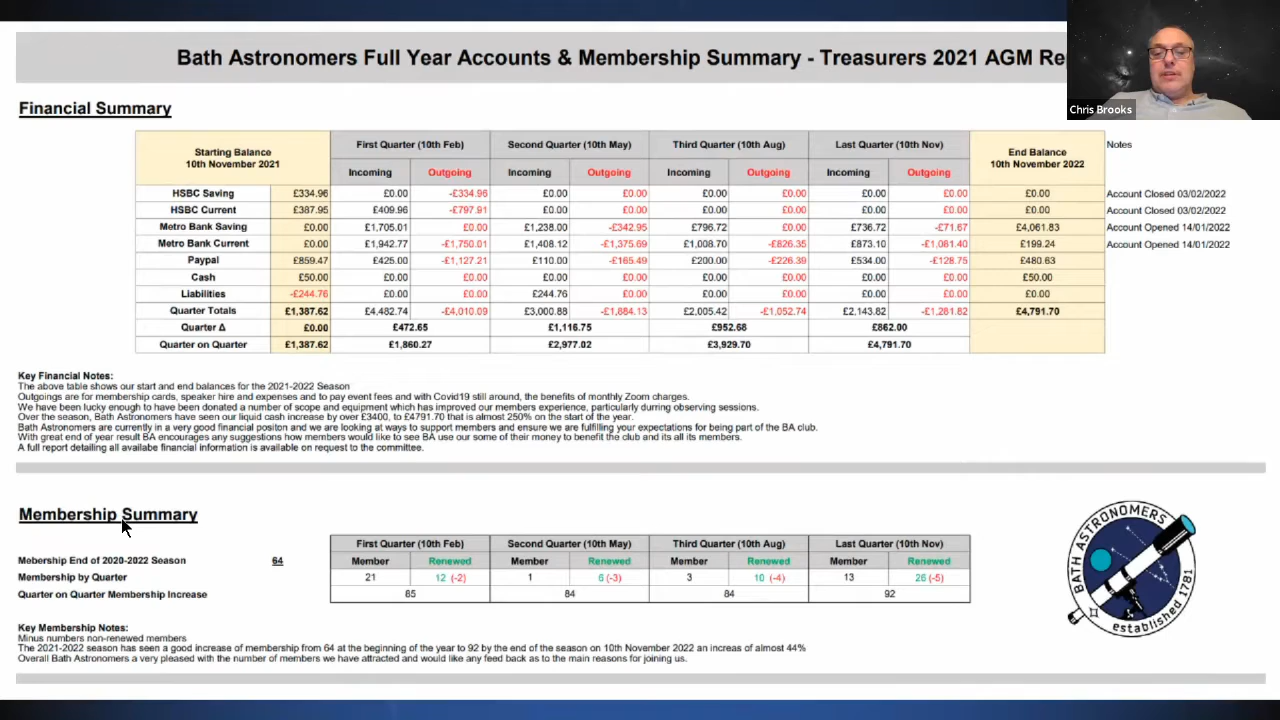 Bath Astronomers Full Year Accounts & Membership Summary - Treasurers 2021 AGM Re
Chris Brooks
Financial Summary
Starting Balance 10th November 2021 First Quarter (10th Feb) Second Quarter (10th May) Third Quarter (10th Aug) Last Quarter (10th Nov) End Balance 10th November 2022 Notes
Incoming Outgoing Incoming Outgoing Incoming Outgoing Incoming Outgoing
HSBC Saving £334.96 £0.00 -£334.96 £0.00 £0.00 £0.00 £0.00 £0.00 £0.00 £0.00 Account Closed 03/02/2022
HSBC Current £387.95 £409.96 -£797.91 £0.00 £0.00 £0.00 £0.00 £0.00 £0.00 £0.00 Account Closed 03/02/2022
Metro Bank Saving £0.00 £1,705.01 £0.00 £1,238.00 -£342.95 £796.72 £0.00 £736.72 -£71.67 £4,061.83 Account Opened 14/01/2022
Metro Bank Current £0.00 £1,942.77 -£1,750.01 £1,408.12 -£1,375.69 £1,008.70 -£826.35 £873.10 -£1,081.40 £199.24 Account Opened 14/01/2022
Paypal £859.47 £425.00 -£1,127.21 £110.00 -£165.49 £200.00 -£226.39 £534.00 -£128.75 £480.63
Cash £50.00 £0.00 £0.00 £0.00 £0.00 £0.00 £0.00 £0.00 £0.00 £50.00
Liabilities -£244.76 £0.00 £0.00 £244.76 £0.00 £0.00 £0.00 £0.00 £0.00 £0.00
Quarter Totals £1,387.62 £4,482.74 -£4,010.09 £3,000.88 -£1,884.13 £2,005.42 -£1,052.74 £2,143.82 -£1,281.82 £4,791.70
Quarter Δ £0.00 £472.65 £1,116.75 £952.68 £862.00
Quarter on Quarter £1,387.62 £1,860.27 £2,977.02 £3,929.70 £4,791.70
Key Financial Notes:
The above table shows our start and end balances for the 2021-2022 Season
Outgoings are for membership cards, speaker hire and expenses and to pay event fees and with Covid19 still around, the benefits of monthly Zoom charges.
We have been lucky enough to have been donated a number of scope and equipment which has improved our members experience, particularly durring observing sessions.
Over the season, Bath Astronomers have seen our liquid cash increase by over £3400, to £4791.70 that is almost 250% on the start of the year.
Bath Astronomers are currently in a very good financial positon and we are looking at ways to support members and ensure we are fulfilling your expectations for being part of the BA club.
With great end of year result BA encourages any suggestions how members would like to see BA use our some of their money to benefit the club and its all its members.
A full report detailing all availabe financial information is available on request to the committee.
Membership Summary
First Quarter (10th Feb) Second Quarter (10th May) Third Quarter (10th Aug) Last Quarter (10th Nov)
Mebership End of 2020-2022 Season 64 Member Renewed Member Renewed Member Renewed Member Renewed
Membership by Quarter 21 12 (-2) 1 6 (-3) 3 10 (-4) 13 26 (-5)
Quarter on Quarter Membership Increase 85 84 84 92
BATH ASTRONOMERS
established 1781
Key Membership Notes:
Minus numbers non-renewed members
The 2021-2022 season has seen a good increase of membership from 64 at the beginning of the year to 92 by the end of the season on 10th November 2022 an increas of almost 44%
Overall Bath Astronomers a very pleased with the number of members we have attracted and would like any feed back as to the main reasons for joining us.